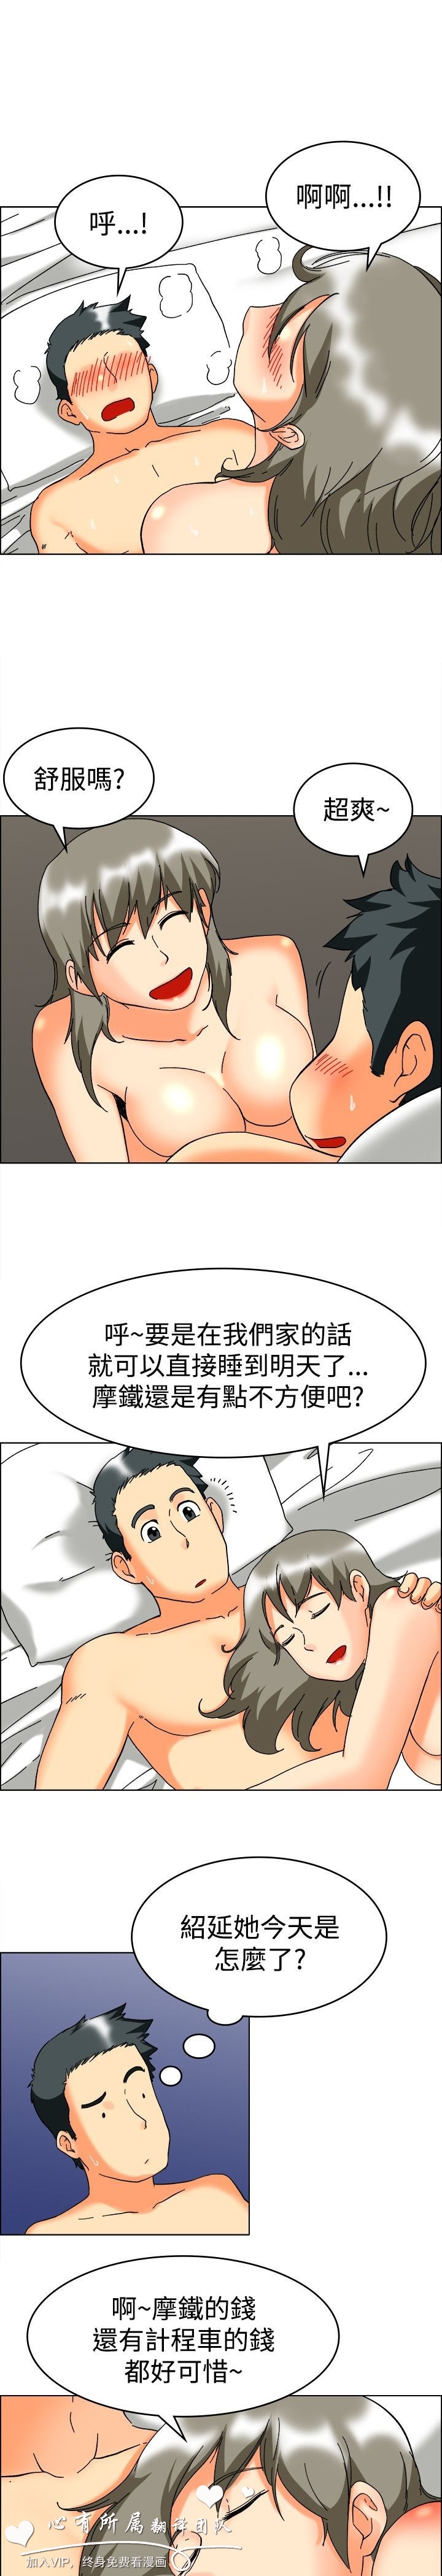 啊啊...!!
呼...!
舒服嗎?
超爽~
呼~要是在我們家的話
就可以直接睡到明天了...
摩鐵還是有點不方便吧?
紹延她今天是
怎麼了?
啊~摩鐵的錢
還有計程車的錢
都好可惜~
心有所属翻译团队
加入VIP，终身免费看漫画